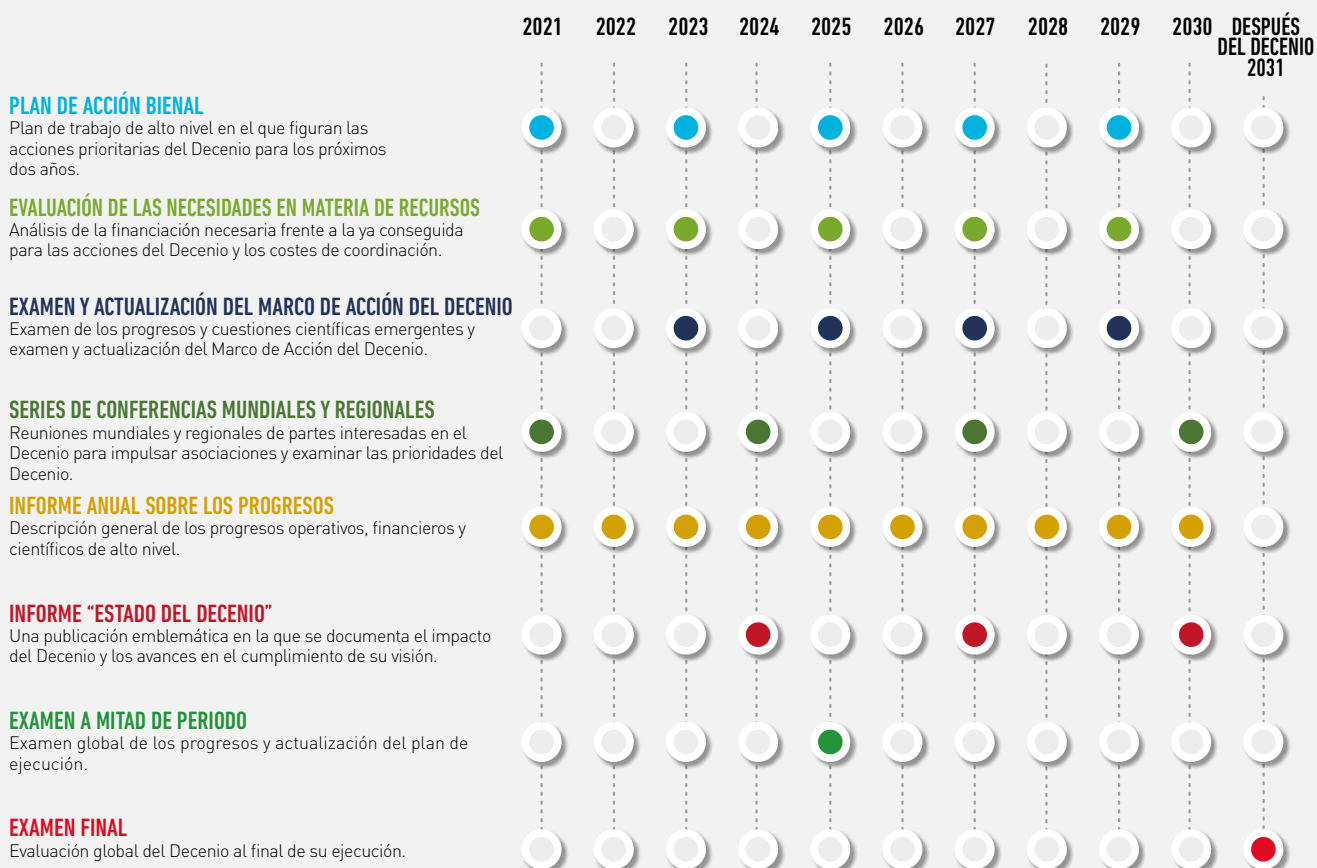 2021 2022 2023 2024 2025 2026 2027 2028 2029 2030 DESPUÉS
DEL DECENIO
2031
PLAN DE ACCIÓN BIENAL
Plan de trabajo de alto nivel en el que figuran las
acciones prioritarias del Decenio para los próximos
dos años.
EVALUACIÓN DE LAS NECESIDADES EN MATERIA DE RECURSOS
Análisis de la financiación necesaria frente a la ya conseguida
para las acciones del Decenio y los costes de coordinación.
EXAMEN Y ACTUALIZACIÓN DEL MARCO DE ACCIÓN DEL DECENIO
Examen de los progresos y cuestiones científicas emergentes y
examen y actualización del Marco de Acción del Decenio.
SERIES DE CONFERENCIAS MUNDIALES Y REGIONALES
Reuniones mundiales y regionales de partes interesadas en el
Decenio para impulsar asociaciones y examinar las prioridades del
Decenio.
INFORME ANUAL SOBRE LOS PROGRESOS
Descripción general de los progresos operativos, financieros y
científicos de alto nivel.
INFORME “ESTADO DEL DECENIO”
Una publicación emblemática en la que se documenta el impacto
del Decenio y los avances en el cumplimiento de su visión.
EXAMEN A MITAD DE PERIODO
Examen global de los progresos y actualización del plan de
ejecución.
EXAMEN FINAL
Evaluación global del Decenio al final de su ejecución.